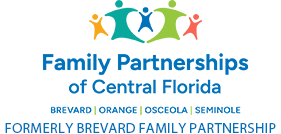 Family Partnerships
of Central Florida
BREVARD | ORANGE | OSCEOLA | SEMINOLE
FORMERLY BREVARD FAMILY PARTNERSHIP